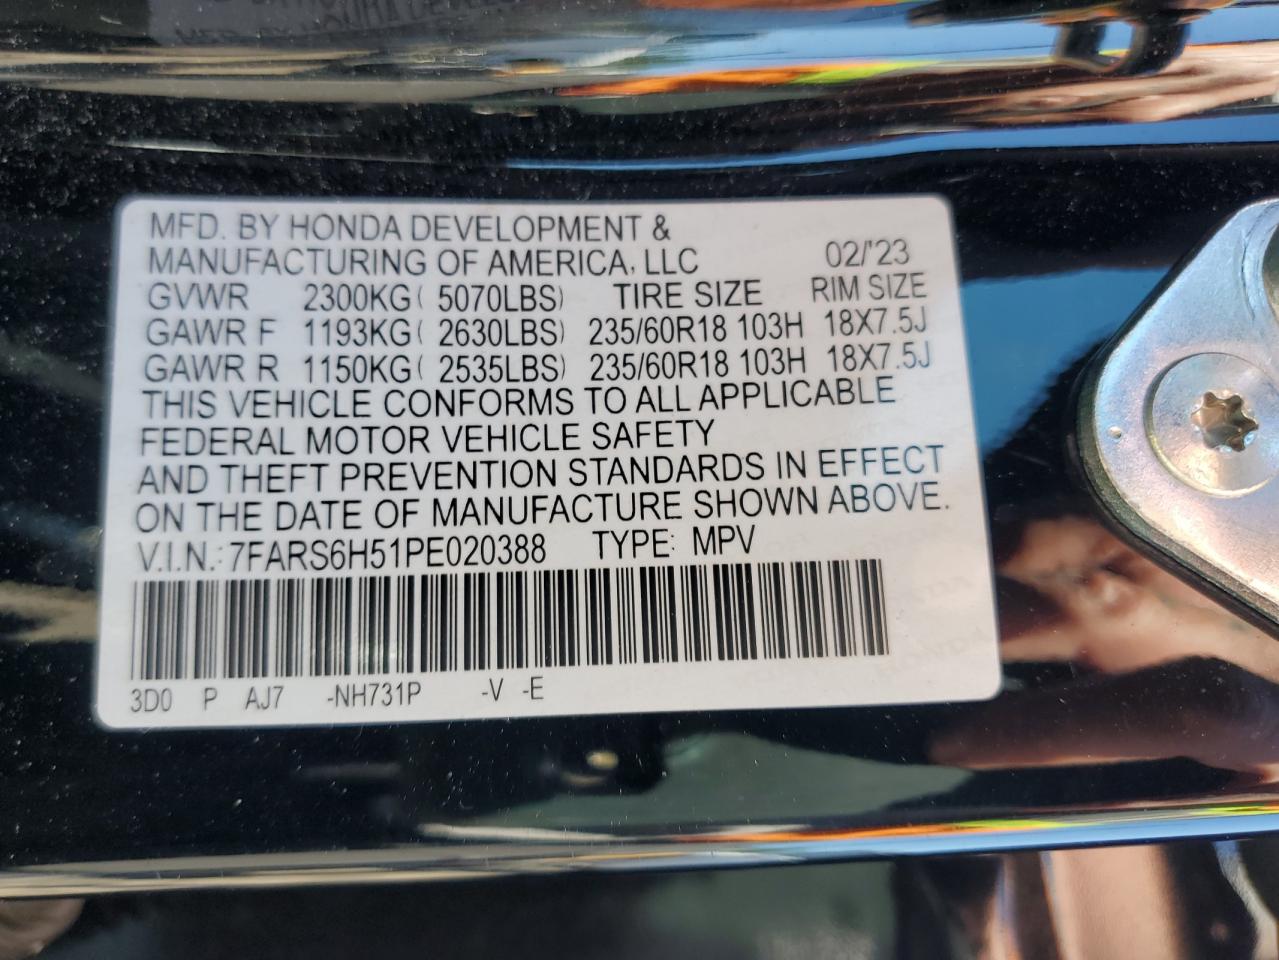 MFD. BY HONDA DEVELOPMENT &
MANUFACTURING OF AMERICA, LLC 02/'23
GVWR 2300KG( 5070LBS) TIRE SIZE RIM SIZE
GAWR F 1193KG( 2630LBS) 235/60R18 103H 18X7.5J
GAWR R 1150KG( 2535LBS) 235/60R18 103H 18X7.5J
THIS VEHICLE CONFORMS TO ALL APPLICABLE
FEDERAL MOTOR VEHICLE SAFETY
AND THEFT PREVENTION STANDARDS IN EFFECT
ON THE DATE OF MANUFACTURE SHOWN ABOVE.
V.I.N.: 7FARS6H51PE020388 TYPE: MPV
3D0 P AJ7 -NH731P -V -E